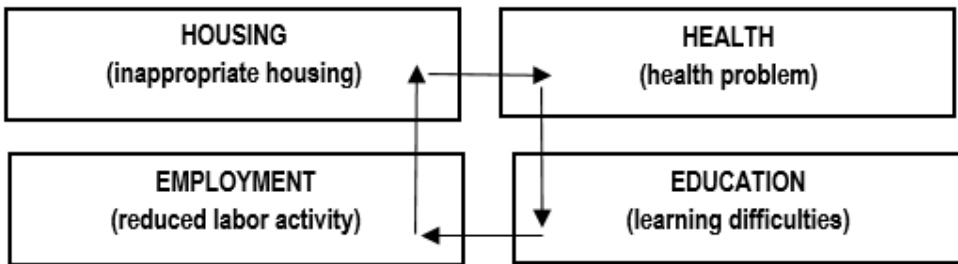 HOUSING
(inappropriate housing)
HEALTH
(health problem)
EMPLOYMENT
(reduced labor activity)
EDUCATION
(learning difficulties)